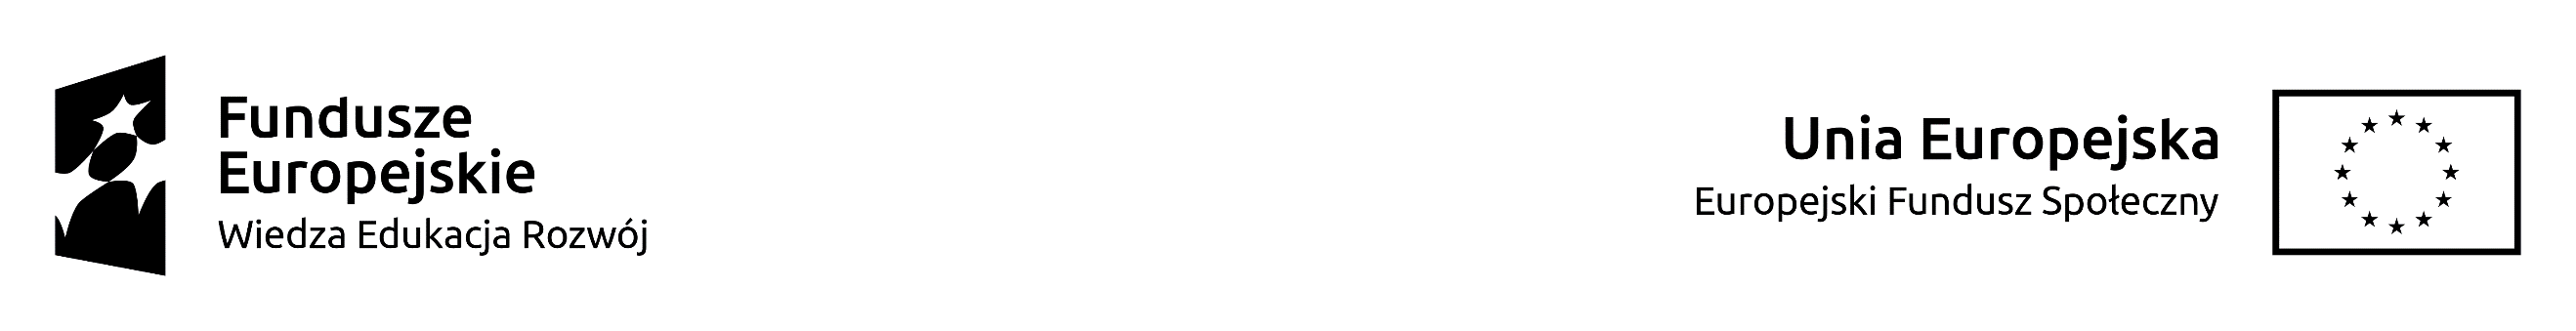 Fundusze
Europejskie
Wiedza Edukacja Rozwój
Unia Europejska
Europejski Fundusz Społeczny